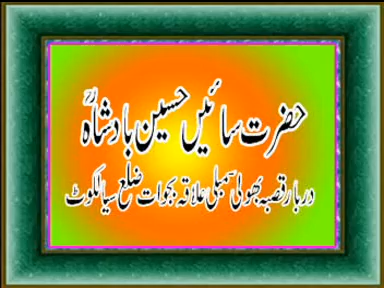 حضرت سائیں حسین بادشاہؒ
دربار قصبہ بھولی سمبلی علاقہ بجوات ضلع سیالکوٹ